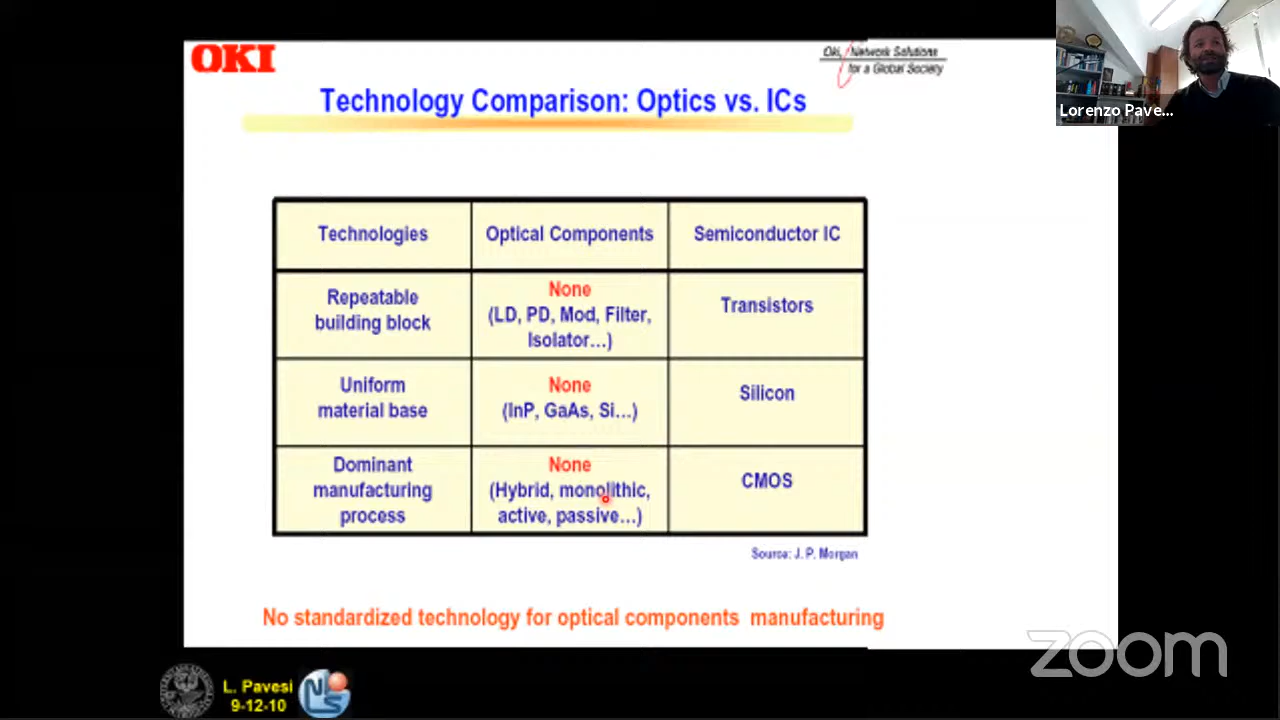 OKI
Oki, Network Solutions
for a Global Society
Lorenzo Pave...
Technology Comparison: Optics vs. ICs
Technologies
Optical Components
Semiconductor IC
Repeatable
building block
None
(LD, PD, Mod, Filter,
Isolator...)
Transistors
Uniform
material base
None
(InP, GaAs, Si...)
Silicon
Dominant
manufacturing
process
None
(Hybrid, monolithic,
active, passive...)
CMOS
Source: J. P. Morgan
No standardized technology for optical components manufacturing
zoom
L. Pavesi
9-12-10